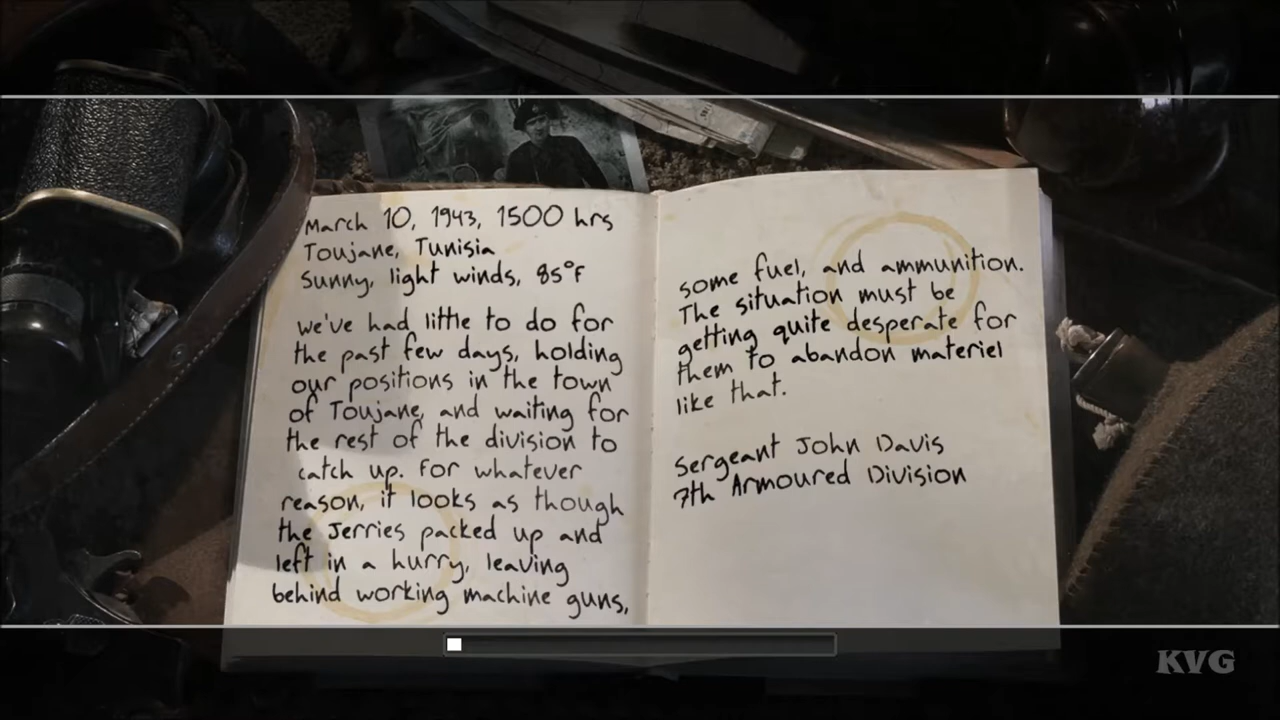 March 10, 1943, 1500 hrs
Toujane, Tunisia
Sunny, light winds, 85°F
we've had little to do for
the past few days, holding
our positions in the town
of Toujane, and waiting for
the rest of the division to
catch up. For whatever
reason, it looks as though
the Jerries packed up and
left in a hurry, leaving
behind working machine guns,
some fuel, and ammunition.
The situation must be
getting quite desperate for
them to abandon materiel
like that.
Sergeant John Davis
7th Armoured Division
KVG